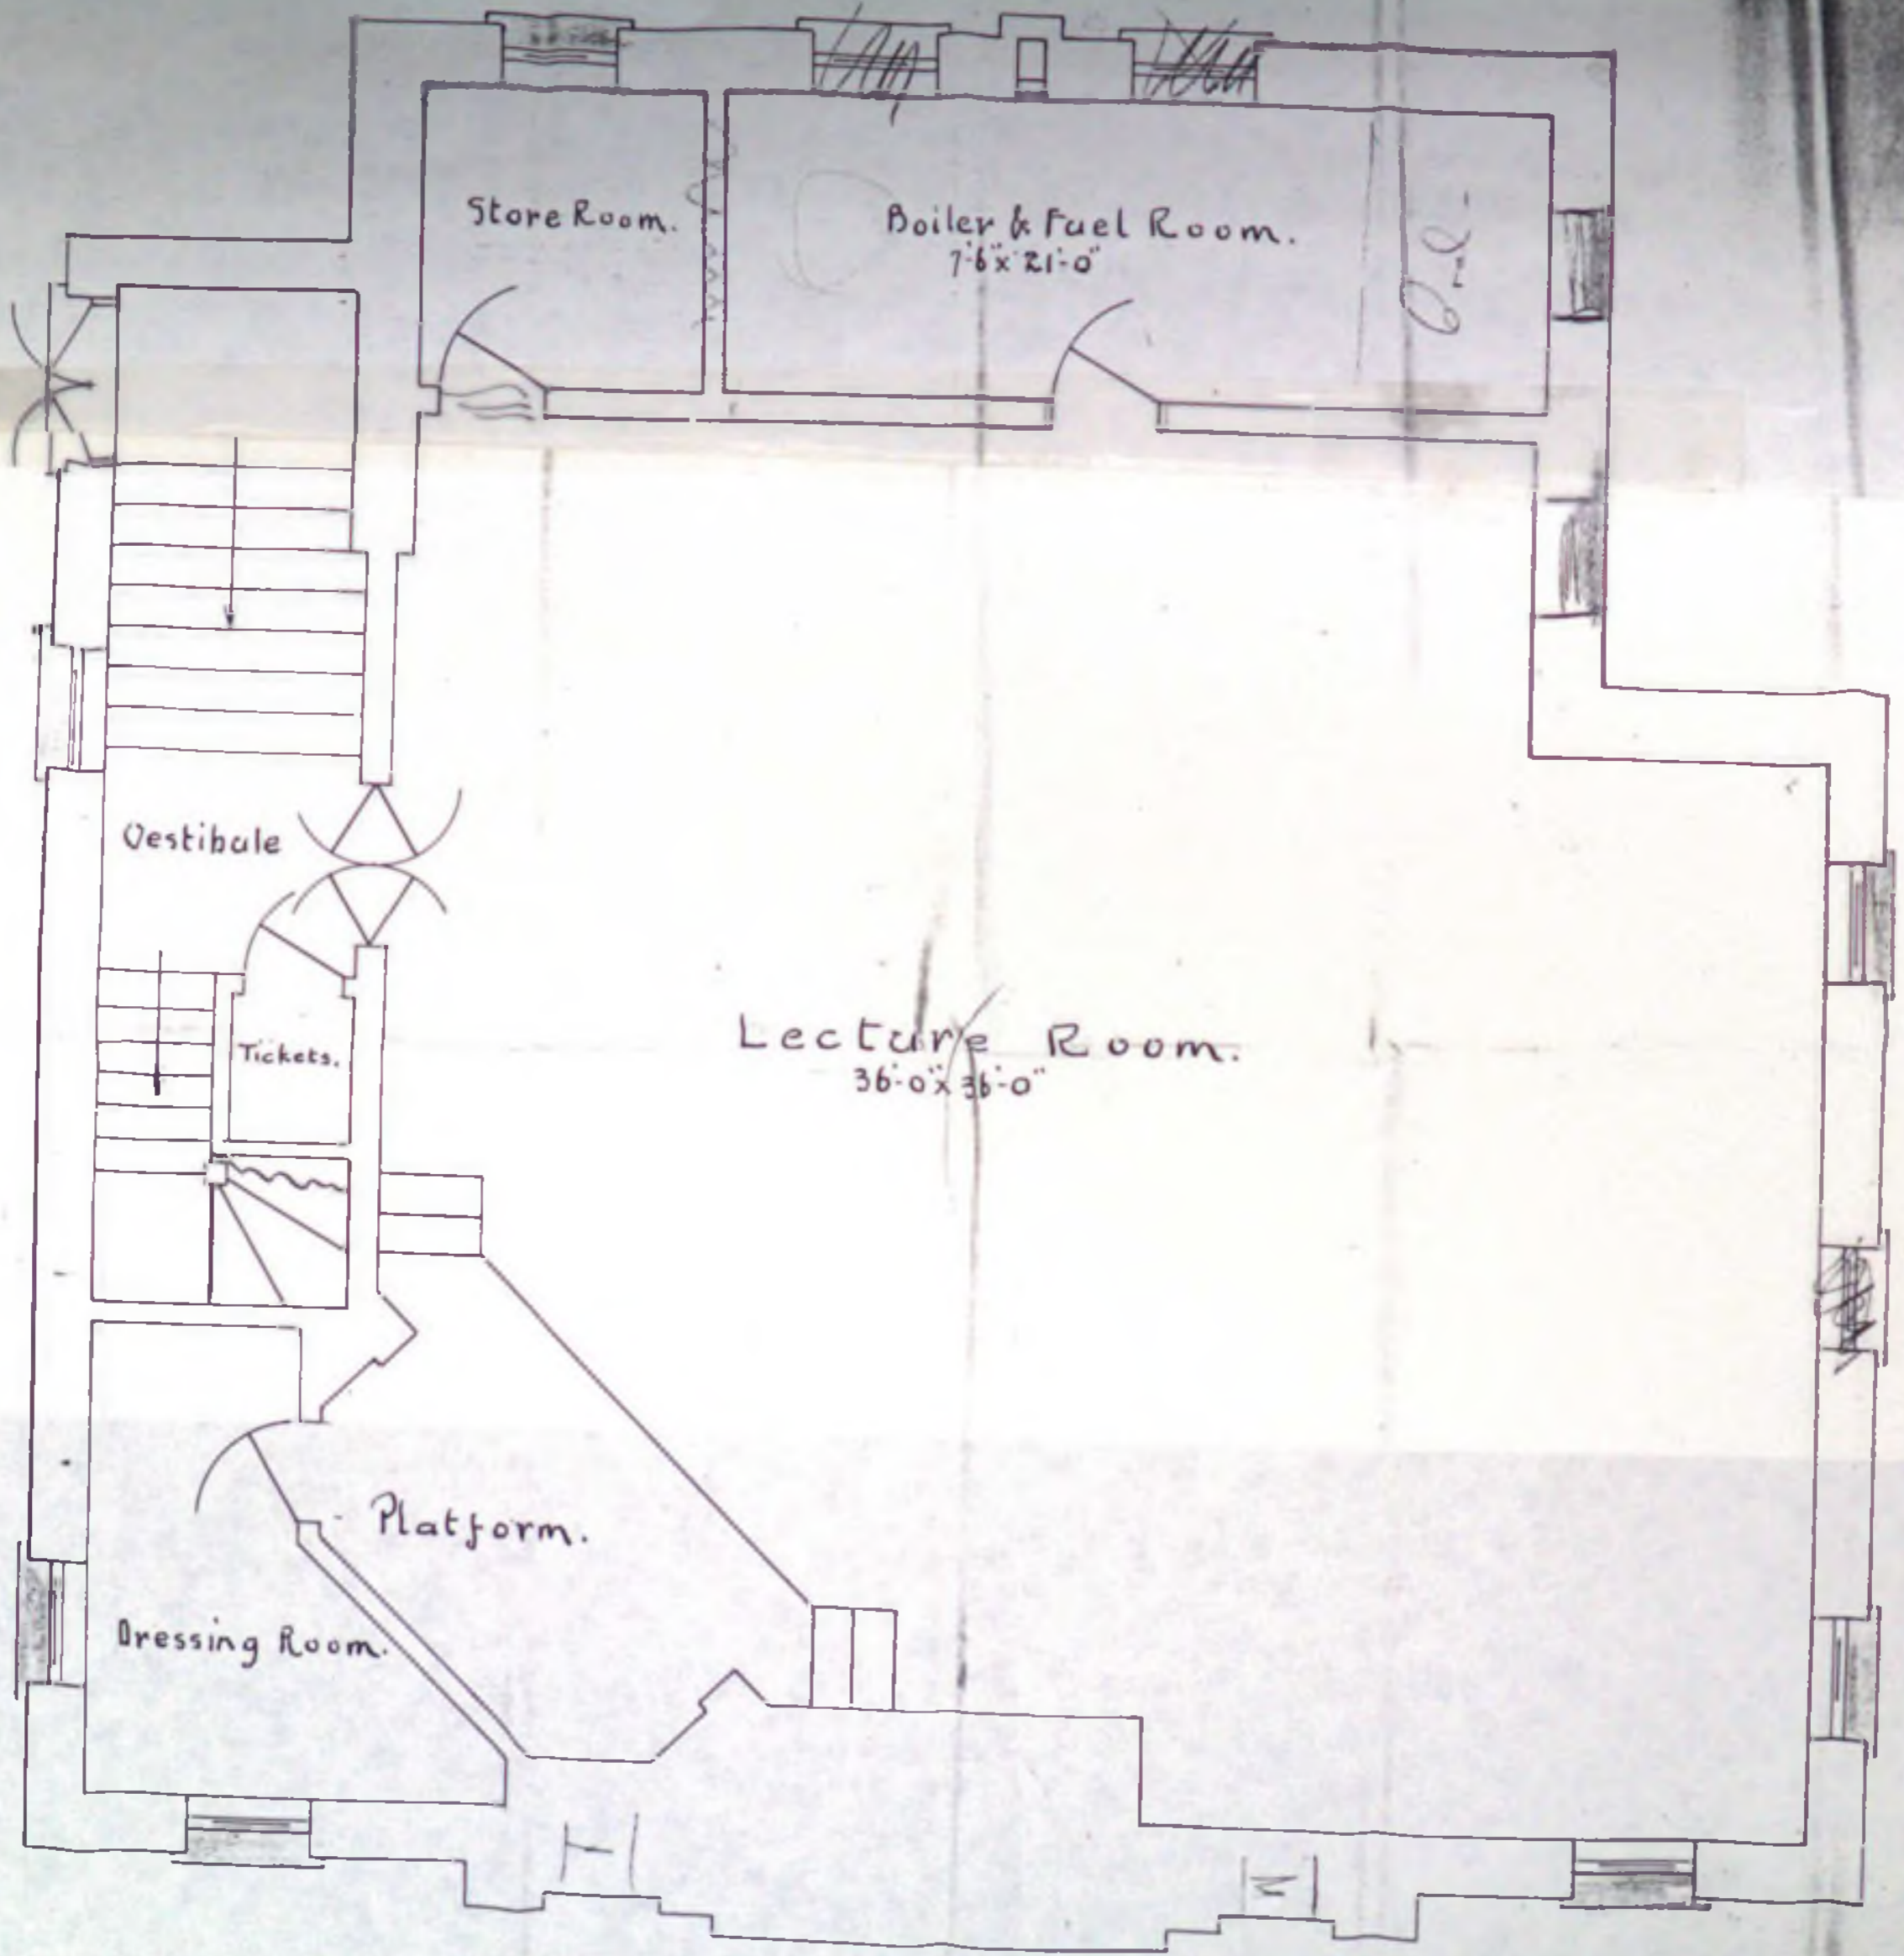 Store Room.
Boiler & Fuel Room.
7'-6" x 21'-0"
Vestibule
Tickets.
Lecture Room.
36'-0" x 36'-0"
Platform.
Dressing Room.